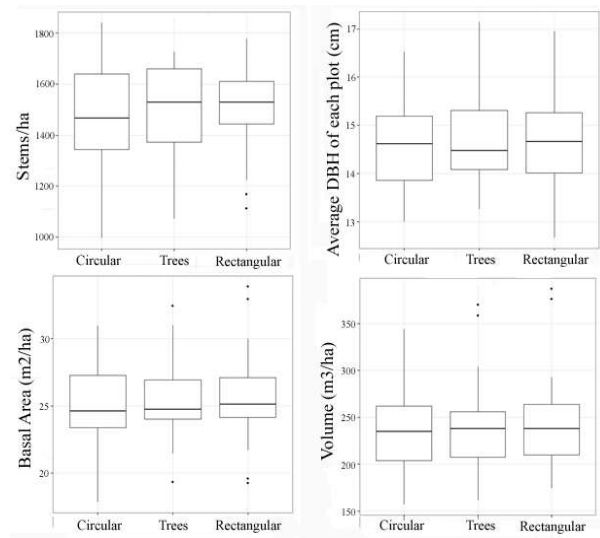 Stems/ha
1800
1600
1400
1200
1000
Circular Trees Rectangular
Average DBH of each plot (cm)
17
16
15
14
13
Circular Trees Rectangular
Basal Area (m2/ha)
30
25
20
Circular Trees Rectangular
Volume (m3/ha)
350
300
250
200
150
Circular Trees Rectangular